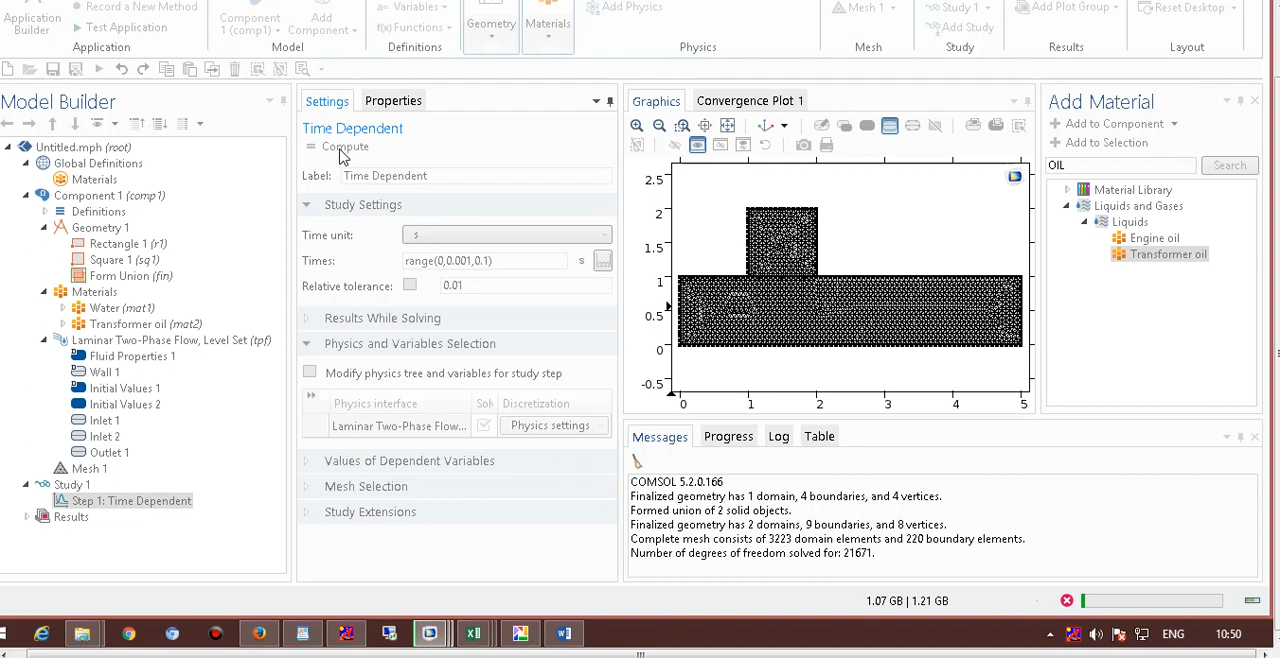 Application Builder
Record a New Method
Test Application
Application
Component 1 (comp1)
Add Component
Model
a= Variables
f(x) Functions
Definitions
Geometry
Materials
Add Physics
Physics
Mesh 1
Mesh
Study 1
Add Study
Study
Add Plot Group
Results
Reset Desktop
Layout
Model Builder
Untitled.mph (root)
Global Definitions
Materials
Component 1 (comp1)
Definitions
Geometry 1
Rectangle 1 (r1)
Square 1 (sq1)
Form Union (fin)
Materials
Water (mat1)
Transformer oil (mat2)
Laminar Two-Phase Flow, Level Set (tpf)
Fluid Properties 1
Wall 1
Initial Values 1
Initial Values 2
Inlet 1
Inlet 2
Outlet 1
Mesh 1
Study 1
Step 1: Time Dependent
Results
Settings
Properties
Time Dependent
= Compute
Label: Time Dependent
Study Settings
Time unit: s
Times: range(0,0.001,0.1) s
Relative tolerance: 0.01
Results While Solving
Physics and Variables Selection
Modify physics tree and variables for study step
Physics interface Sol Discretization
Laminar Two-Phase Flow... Physics settings
Values of Dependent Variables
Mesh Selection
Study Extensions
Graphics
Convergence Plot 1
2.5
2
1.5
1
0.5
0
-0.5
0 1 2 3 4 5
Messages
Progress
Log
Table
COMSOL 5.2.0.166
Finalized geometry has 1 domain, 4 boundaries, and 4 vertices.
Formed union of 2 solid objects.
Finalized geometry has 2 domains, 9 boundaries, and 8 vertices.
Complete mesh consists of 3223 domain elements and 220 boundary elements.
Number of degrees of freedom solved for: 21671.
Add Material
+ Add to Component
+ Add to Selection
OIL
Search
Material Library
Liquids and Gases
Liquids
Engine oil
Transformer oil
1.07 GB | 1.21 GB
ENG
10:50